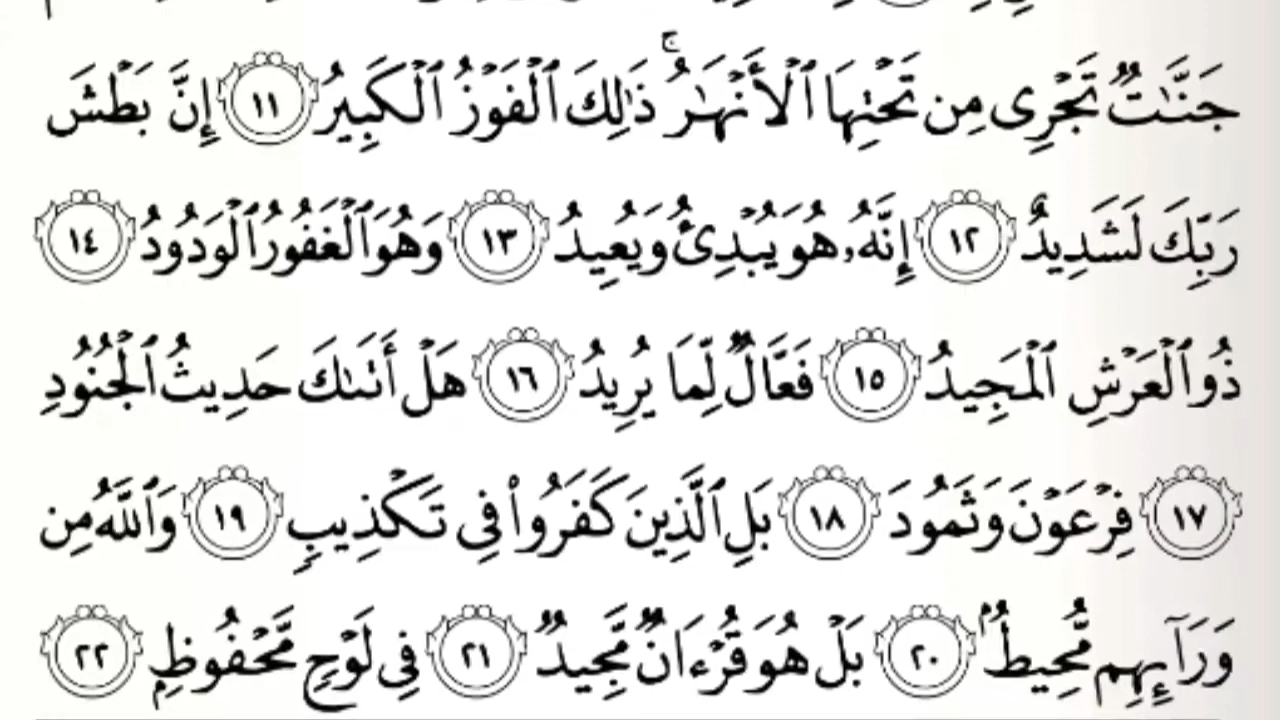 جَنَّٰتٌ تَجْرِى مِن تَحْتِهَا ٱلْأَنْهَٰرُ ۚ ذَٰلِكَ ٱلْفَوْزُ ٱلْكَبِيرُ ١١ إِنَّ بَطْشَ
رَبِّكَ لَشَدِيدٌ ١٢ إِنَّهُۥ هُوَ يُبْدِئُ وَيُعِيدُ ١٣ وَهُوَ ٱلْغَفُورُ ٱلْوَدُودُ ١٤
ذُو ٱلْعَرْشِ ٱلْمَجِيدُ ١٥ فَعَّالٌ لِّمَا يُرِيدُ ١٦ هَلْ أَتَىٰكَ حَدِيثُ ٱلْجُنُودِ
١٧ فِرْعَوْنَ وَثَمُودَ ١٨ بَلِ ٱلَّذِينَ كَفَرُوا۟ فِى تَكْذِيبٍ ١٩ وَٱللَّهُ مِن
وَرَآئِهِم مُّحِيطٌۢ ٢٠ بَلْ هُوَ قُرْءَانٌ مَّجِيدٌ ٢١ فِى لَوْحٍ مَّحْفُوظٍۭ ٢٢